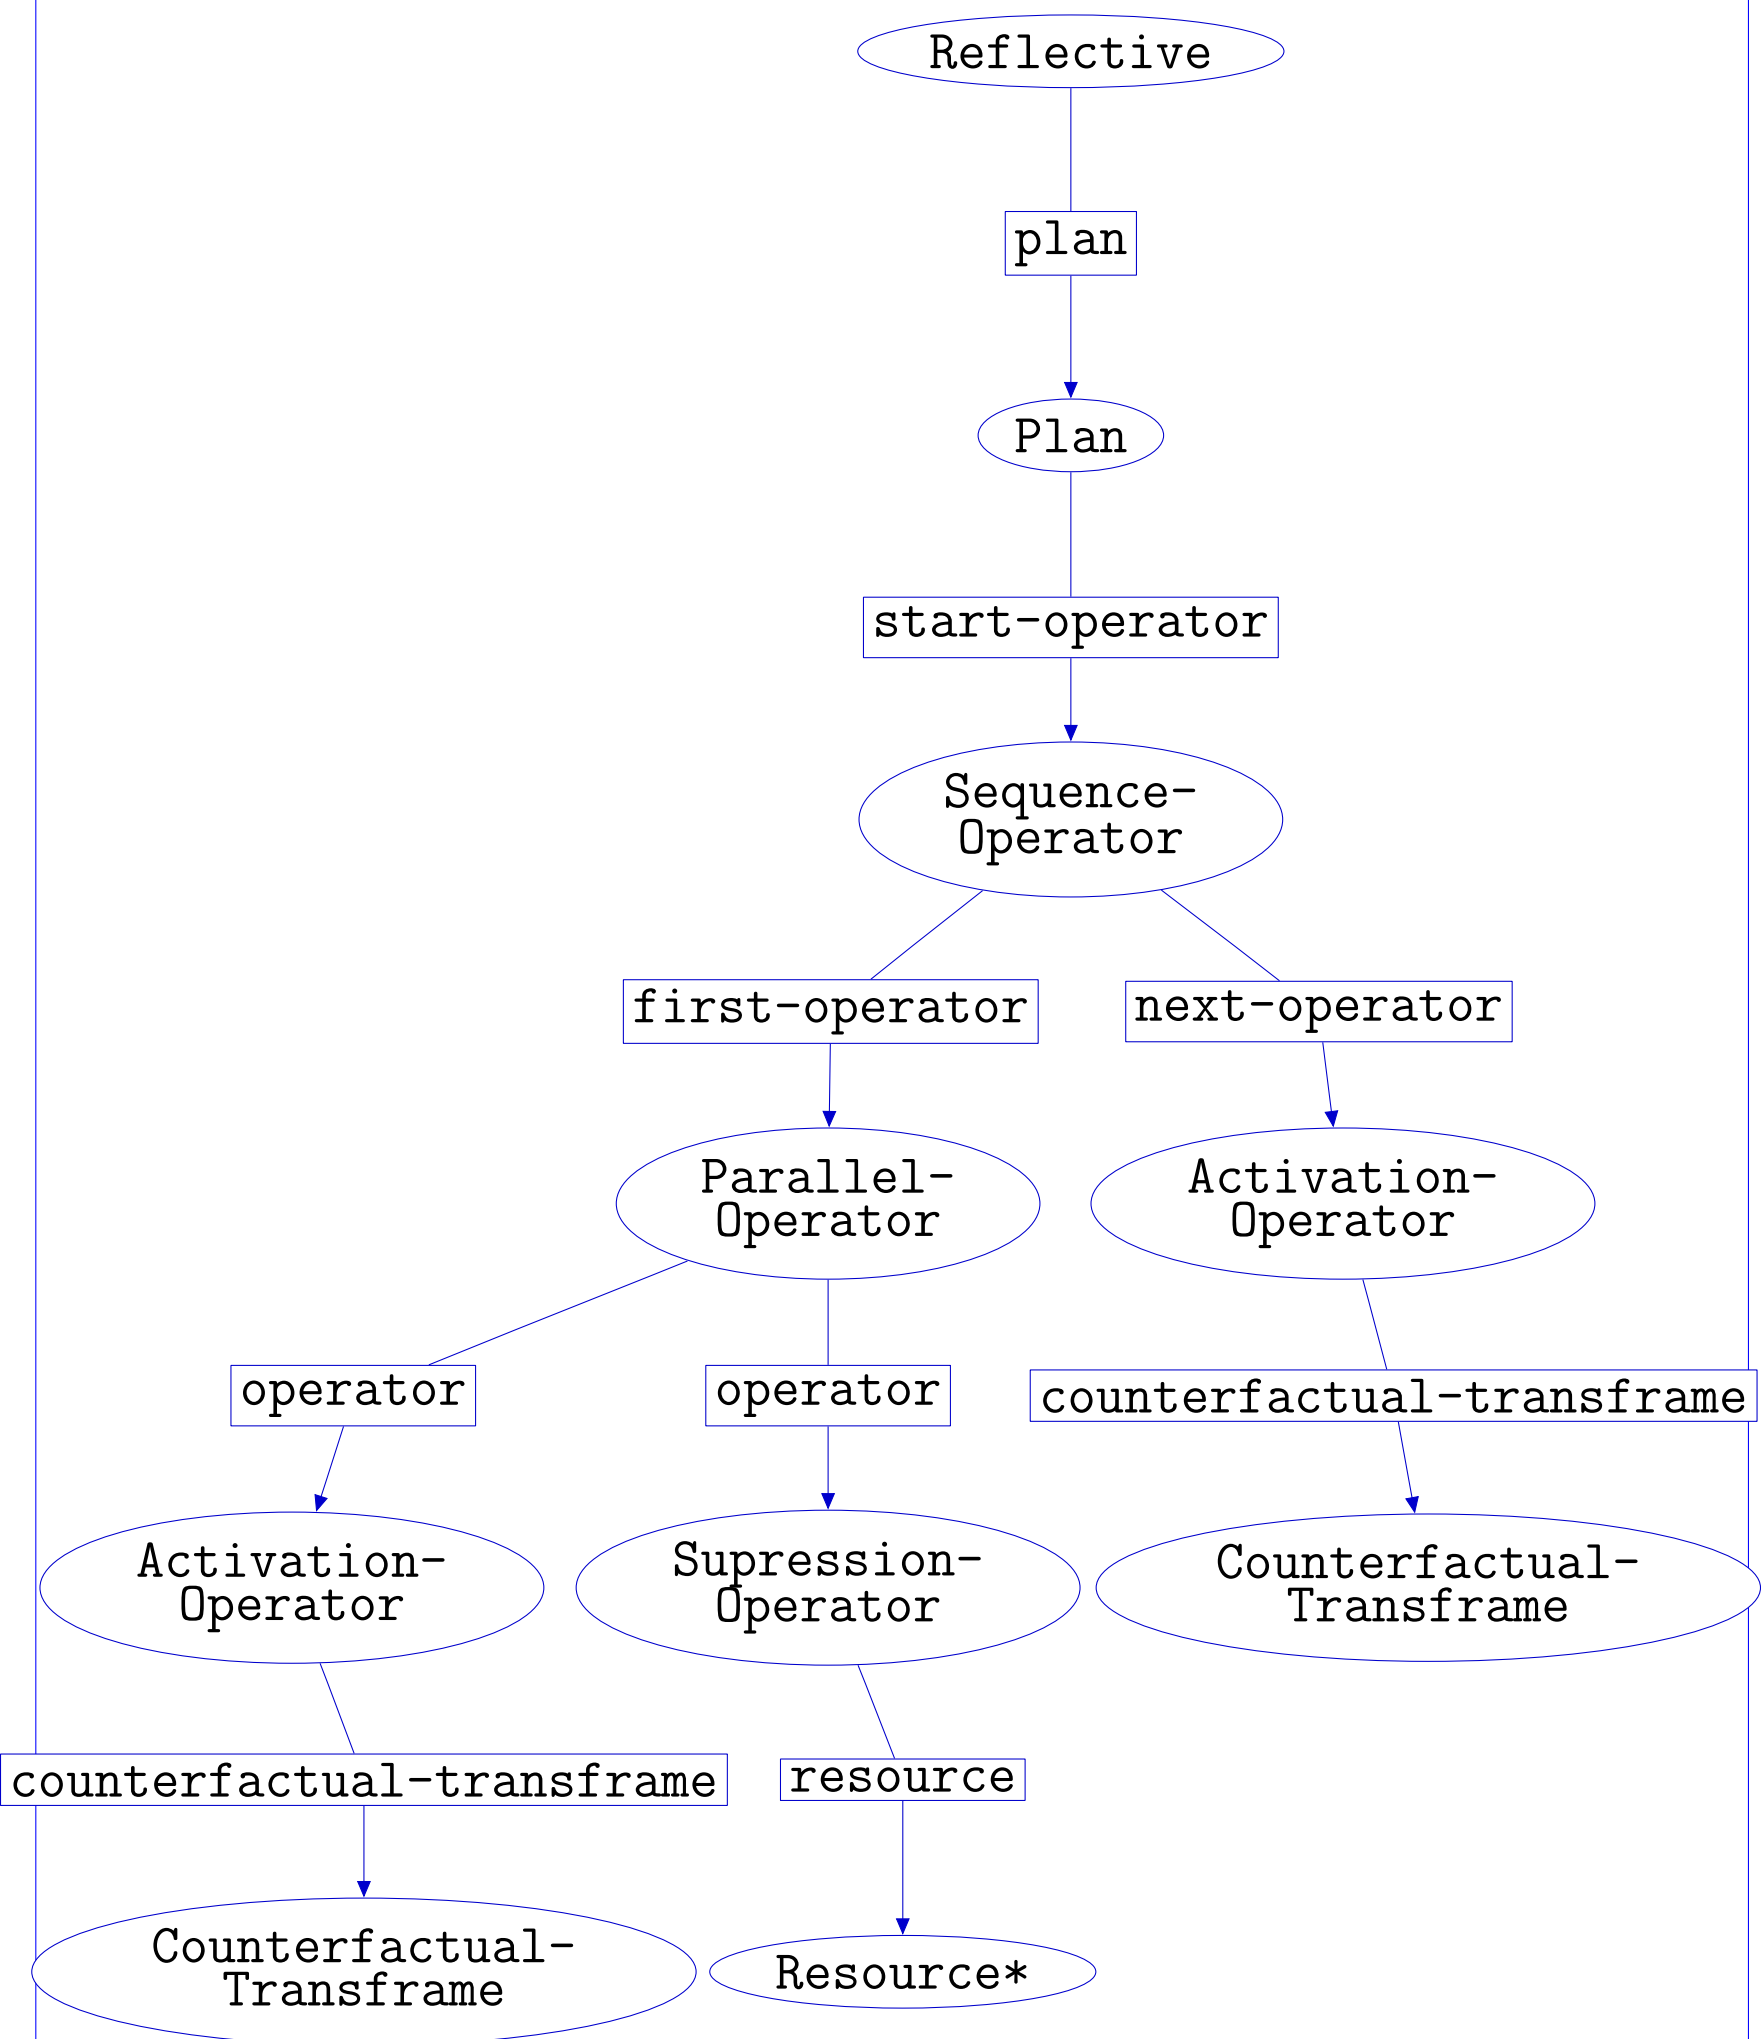 Reflective
plan
Plan
start-operator
Sequence-
Operator
first-operator
next-operator
Parallel-
Operator
Activation-
Operator
operator
operator
counterfactual-transframe
Activation-
Operator
Supression-
Operator
Counterfactual-
Transframe
counterfactual-transframe
resource
Counterfactual-
Transframe
Resource*